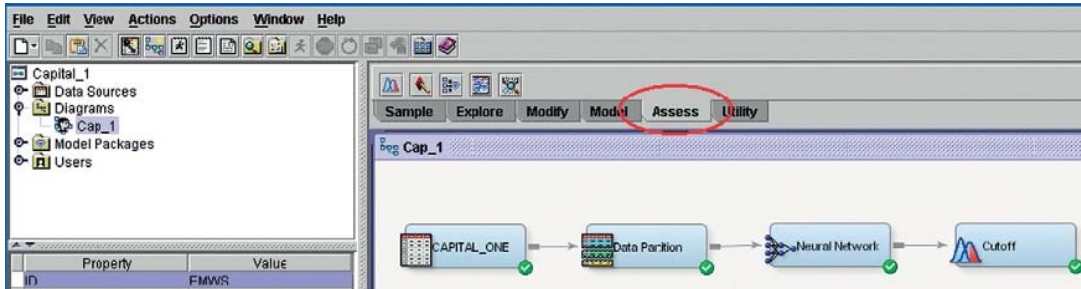 File Edit View Actions Options Window Help
Capital_1
Data Sources
Diagrams
Cap_1
Model Packages
Users
Property Value
ID EMWS
Sample Explore Modify Model Assess Utility
Cap_1
CAPITAL_ONE
Data Partition
Neural Network
Cutoff